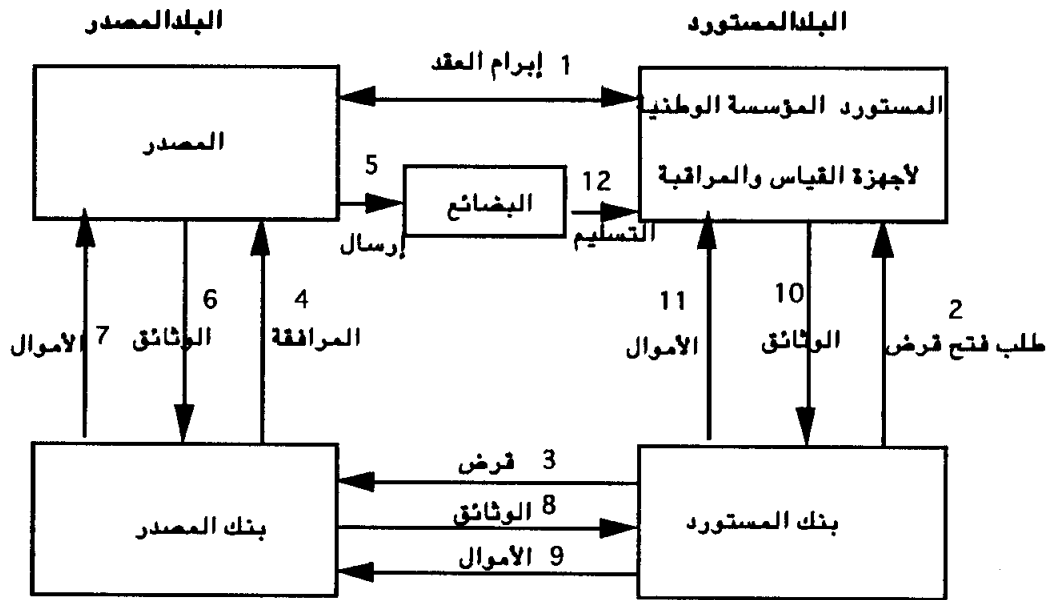 البلد المستورد
البلد المصدر
1 إبرام العقد
المستورد المؤسسة الوطنية
لأجهزة القياس والمراقبة
المصدر
5
إرسال
البضائع
12
التسليم
2
طلب فتح قرض
10
الوثائق
11
الأموال
4
المرافقة
6
الوثائق
7
الأموال
3 قرض
8 الوثائق
9 الأموال
بنك المستورد
بنك المصدر